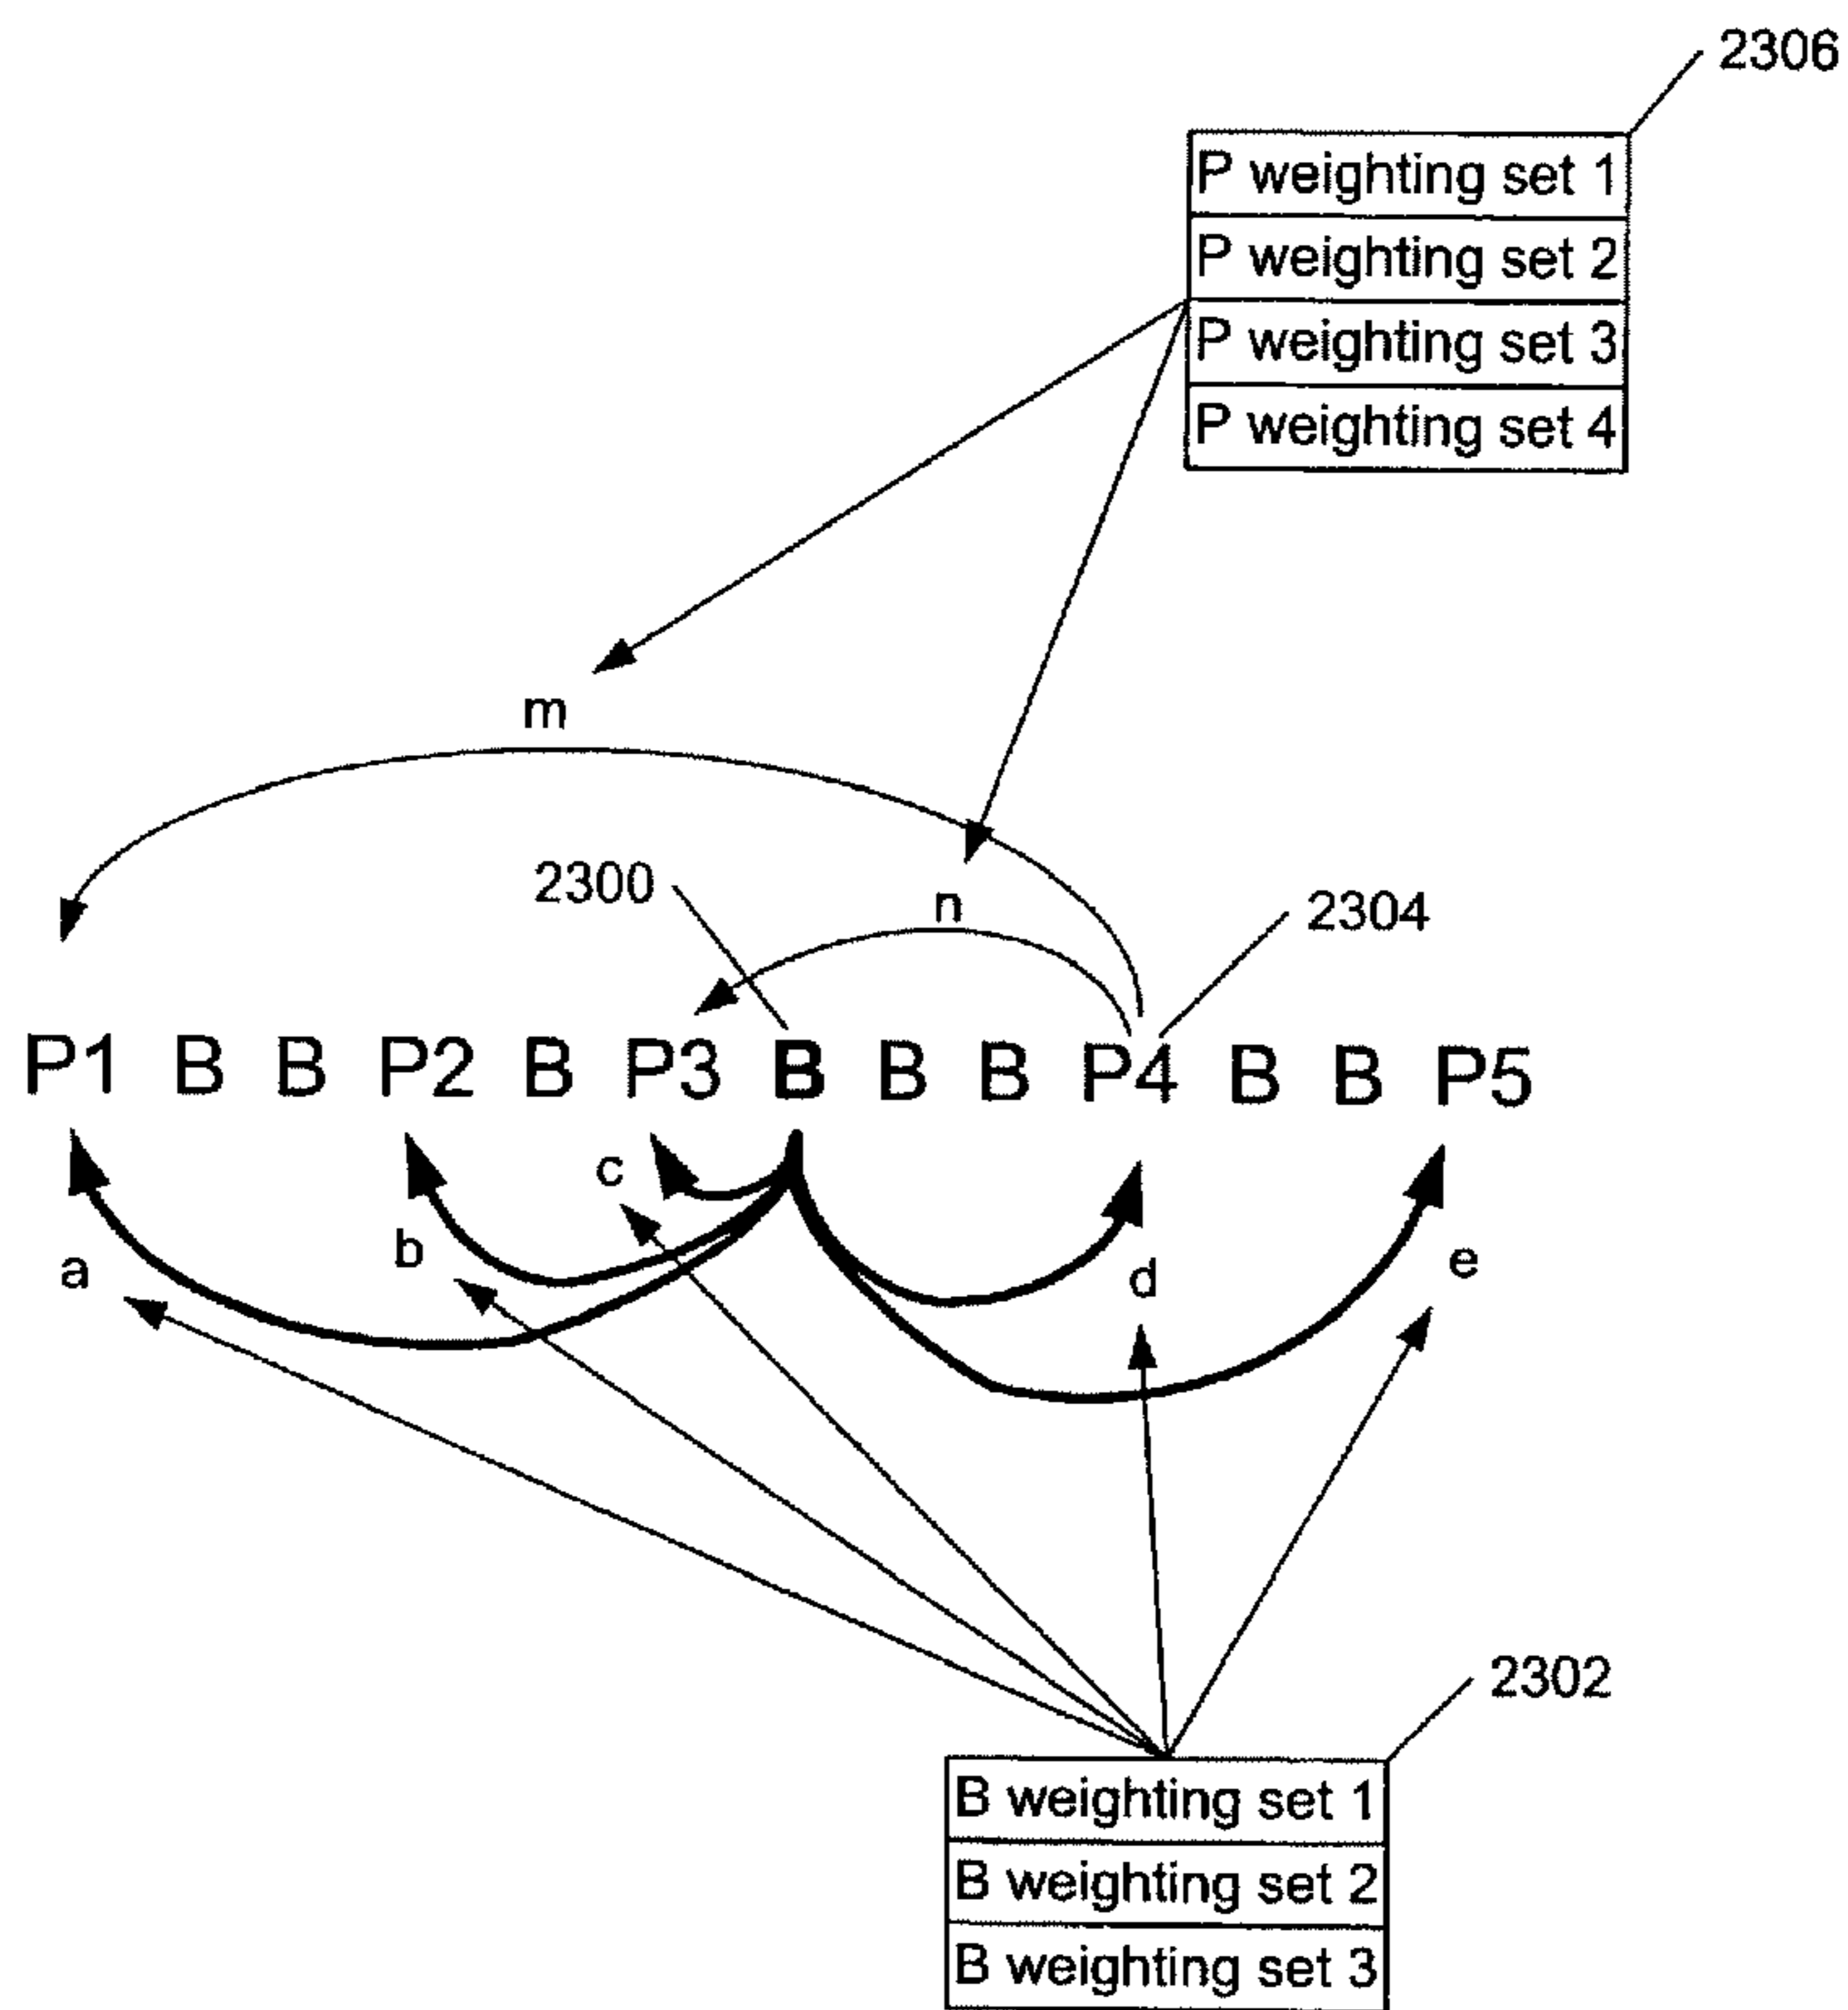 2306
P weighting set 1
P weighting set 2
P weighting set 3
P weighting set 4
m
2300
n
2304
P1 B B P2 B P3 B B B P4 B B P5
c
b
a
d
e
2302
B weighting set 1
B weighting set 2
B weighting set 3